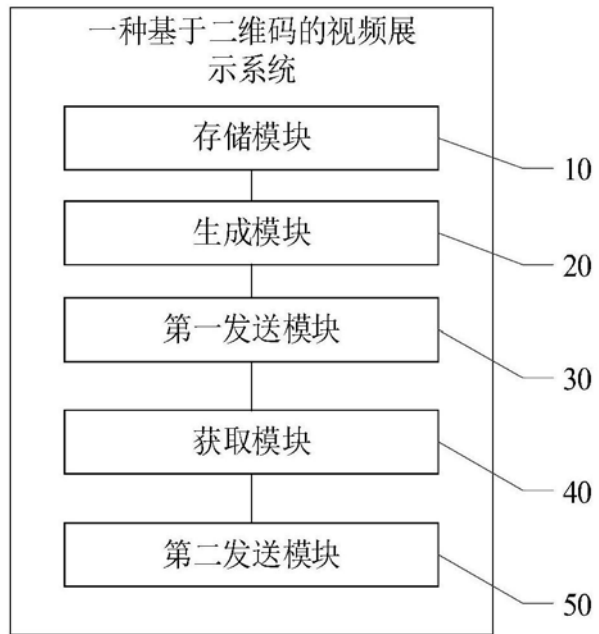 一种基于二维码的视频展
示系统
存储模块
10
生成模块
20
第一发送模块
30
获取模块
40
第二发送模块
50